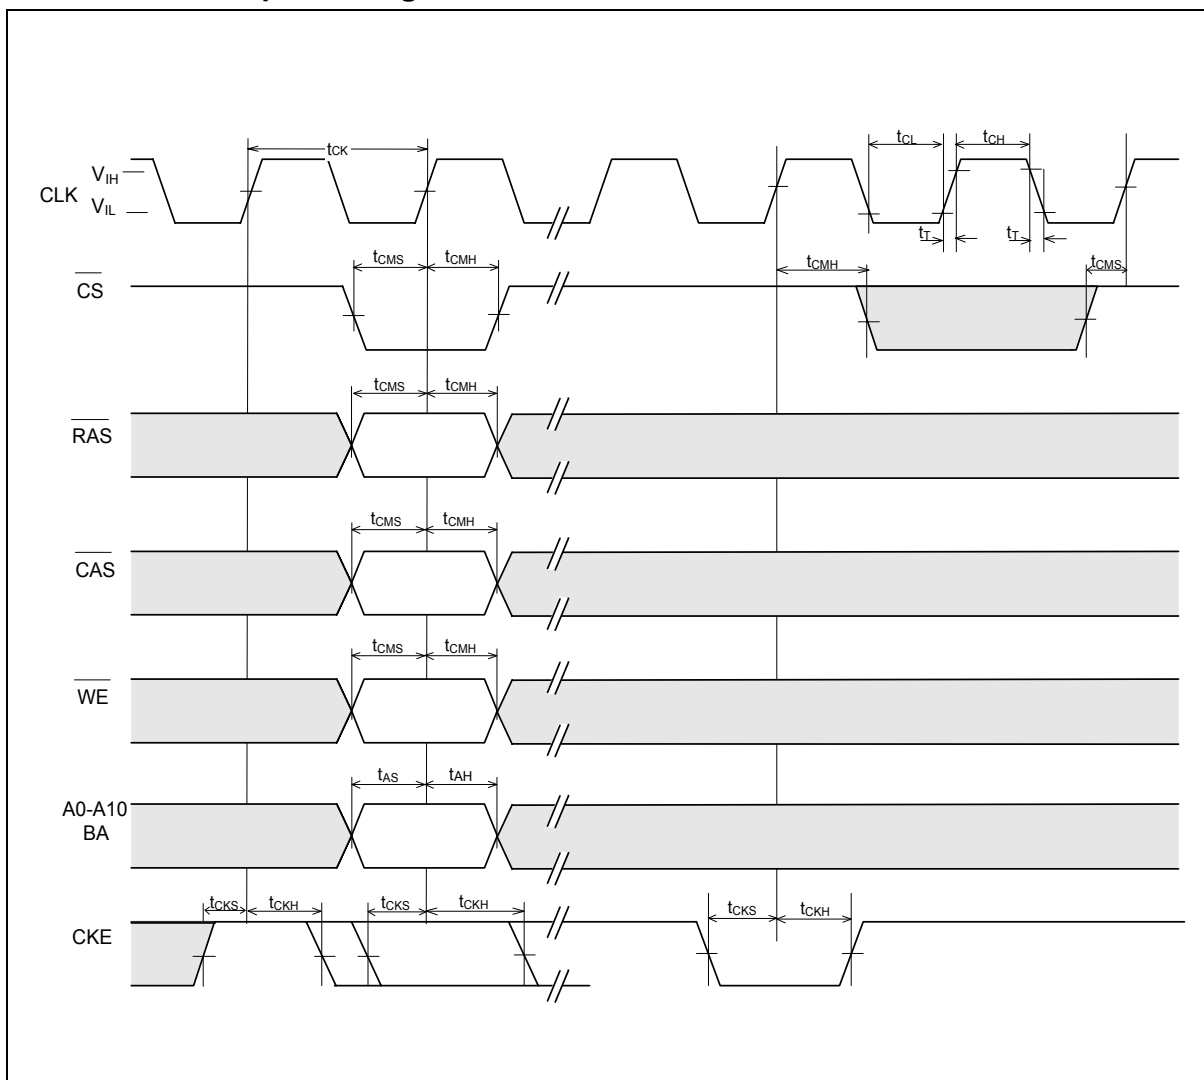 tCK
tCL
tCH
VIH
CLK
VIL
tT
tT
tCMS
tCMH
tCMH
tCMS
CS
tCMS
tCMH
RAS
tCMS
tCMH
CAS
tCMS
tCMH
WE
tAS
tAH
A0-A10
BA
tCKS
tCKH
tCKS
tCKH
tCKS
tCKH
CKE